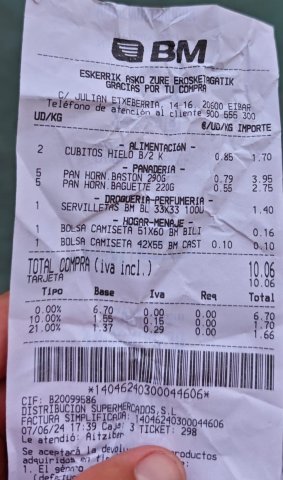 BM
ESKERRIK ASKO ZURE EROSKETAGATIK
GRACIAS POR TU COMPRA
C/ JULIAN ETXEBERRIA, 14-16. 20600 EIBAR
Teléfono de atención al cliente 900 555 300
UD/KG €/UD/KG IMPORTE
- ALIMENTACIÓN -
2 CUBITOS HIELO B/2 K 0.85 1.70
- PANADERIA -
5 PAN HORN.BASTON 290G 0.79 3.95
5 PAN HORN.BAGUETTE 220G 0.55 2.75
- DROGUERIA-PERFUMERIA -
1 SERVILLETAS BM BL 33X33 100U 1.40
- HOGAR-MENAJE -
1 BOLSA CAMISETA 51X60 BM BILI 0.16
1 BOLSA CAMISETA 42X55 BM CAST 0.10 0.10
TOTAL COMPRA (iva incl.) 10.06
TARJETA 10.06
Tipo Base Iva Req Total
0.00% 6.70 0.00 0.00 6.70
10.00% 1.55 0.15 0.00 1.70
21.00% 1.37 0.29 0.00 1.66
*14046240300044606*
CIF: B20099586
DISTRIBUCION SUPERMERCADOS,S.L
FACTURA SIMPLIFICADA: 14046240300044606
07/06/24 17:39 Caja: 3 TICKET: 298
Le atendió: Aitziber
Se aceptará la devolu productos
adquiridos en
1. El género